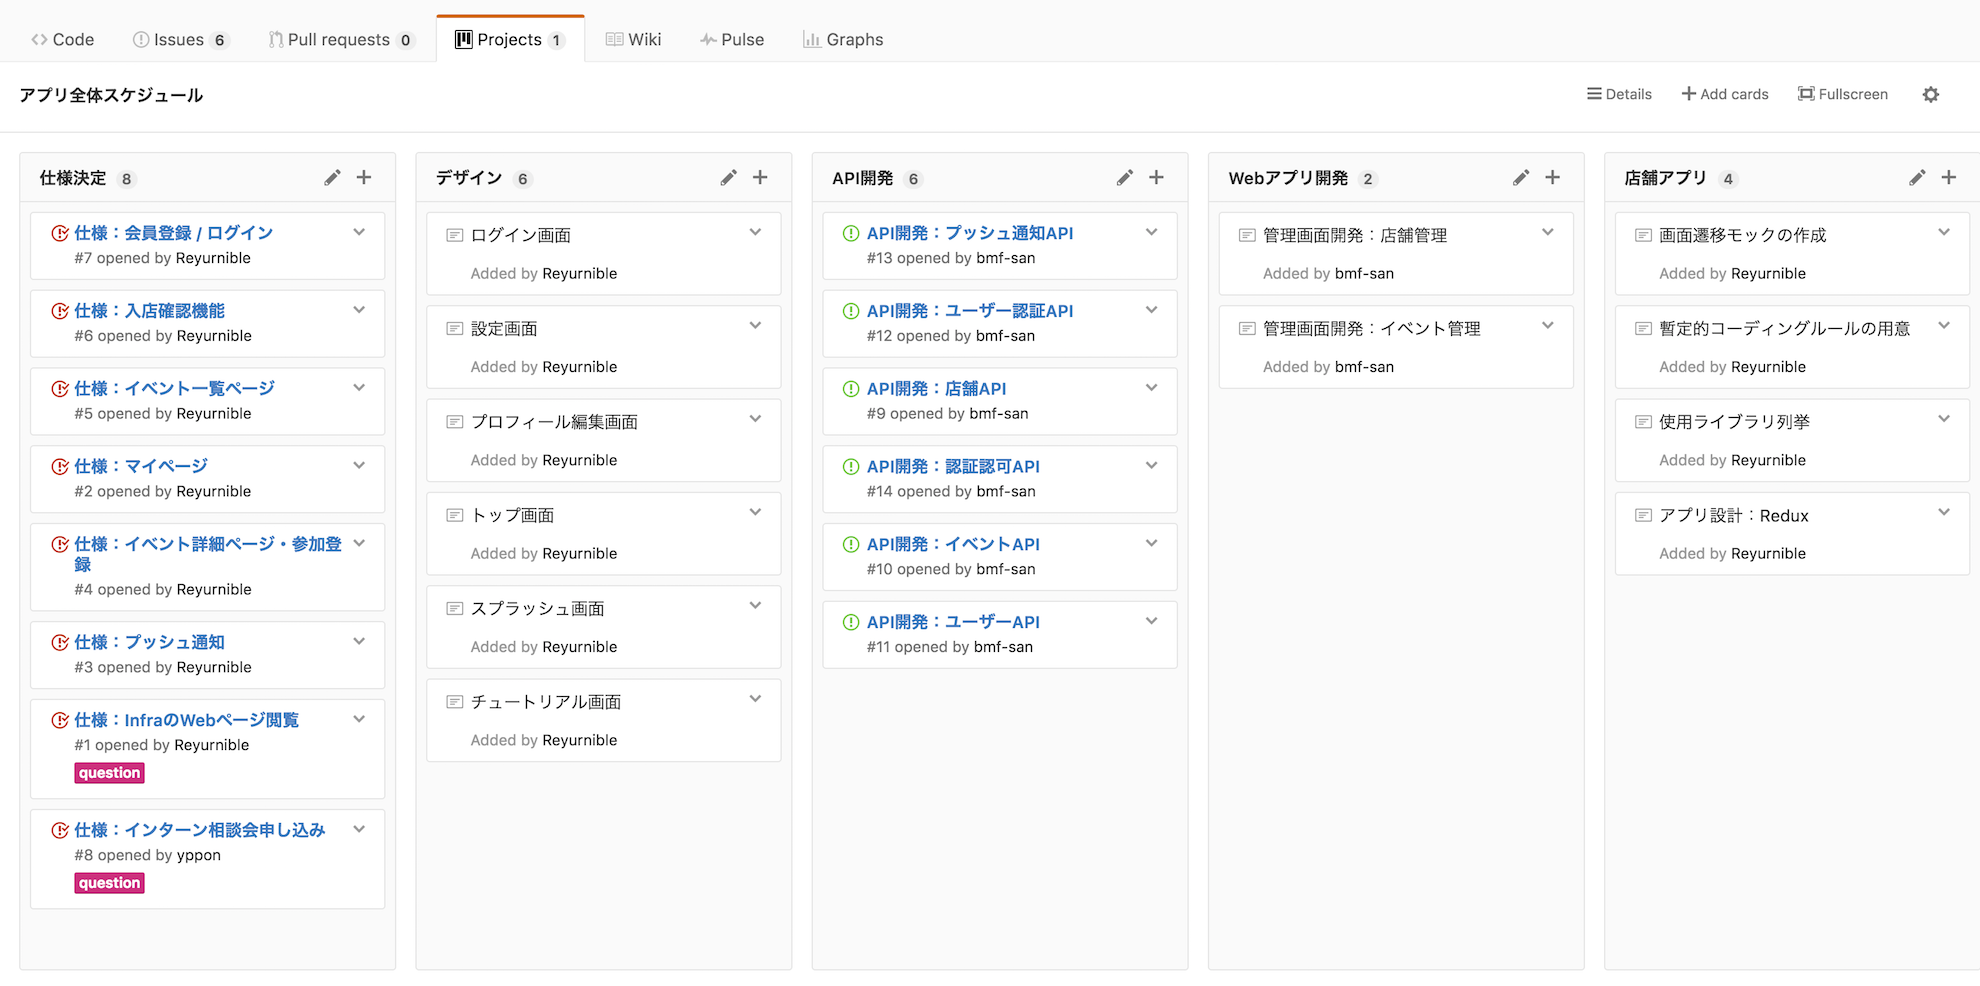 Code
Issues 6
Pull requests 0
Projects 1
Wiki
Pulse
Graphs
アプリ全体スケジュール
Details
Add cards
Fullscreen
仕様決定 8
仕様：会員登録 / ログイン
#7 opened by Reyurnible
仕様：入店確認機能
#6 opened by Reyurnible
仕様：イベント一覧ページ
#5 opened by Reyurnible
仕様：マイページ
#2 opened by Reyurnible
仕様：イベント詳細ページ・参加登
録
#4 opened by Reyurnible
仕様：プッシュ通知
#3 opened by Reyurnible
仕様：InfraのWebページ閲覧
#1 opened by Reyurnible
question
仕様：インターン相談会申し込み
#8 opened by yppon
question
デザイン 6
ログイン画面
Added by Reyurnible
設定画面
Added by Reyurnible
プロフィール編集画面
Added by Reyurnible
トップ画面
Added by Reyurnible
スプラッシュ画面
Added by Reyurnible
チュートリアル画面
Added by Reyurnible
API開発 6
API開発：プッシュ通知API
#13 opened by bmf-san
API開発：ユーザー認証API
#12 opened by bmf-san
API開発：店舗API
#9 opened by bmf-san
API開発：認証認可API
#14 opened by bmf-san
API開発：イベントAPI
#10 opened by bmf-san
API開発：ユーザーAPI
#11 opened by bmf-san
Webアプリ開発 2
管理画面開発：店舗管理
Added by bmf-san
管理画面開発：イベント管理
Added by bmf-san
店舗アプリ 4
画面遷移モックの作成
Added by Reyurnible
暫定的コーディングルールの用意
Added by Reyurnible
使用ライブラリ列挙
Added by Reyurnible
アプリ設計：Redux
Added by Reyurnible